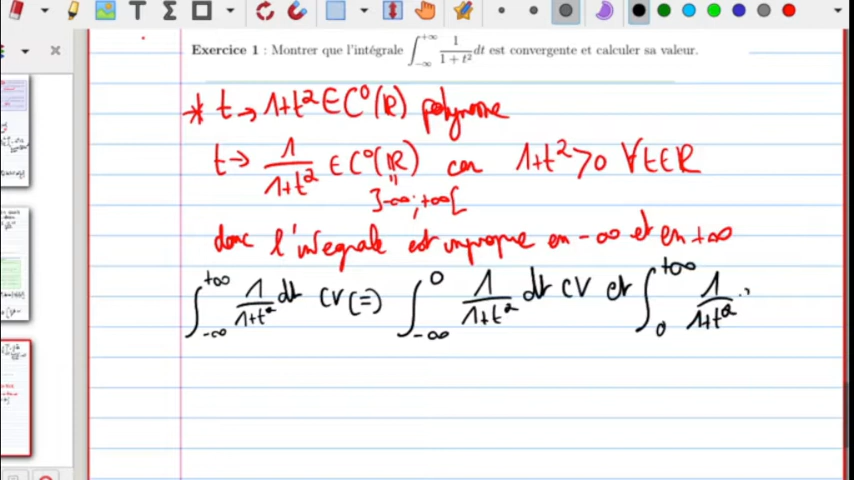 Exercice 1 : Montrer que l'intégrale ∫_{-∞}^{+∞} 1/(1+t²) dt est convergente et calculer sa valeur.
* t → 1+t² ∈ C⁰(ℝ) polynome
t → 1/(1+t²) ∈ C⁰(ℝ) car 1+t² > 0 ∀t∈ℝ
]-∞;+∞[
donc l'integrale est impropre en -∞ et en +∞
∫_{-∞}^{+∞} 1/(1+t²) dt CV (=) ∫_{-∞}^{0} 1/(1+t²) dt CV et ∫_{0}^{+∞} 1/(1+t²)